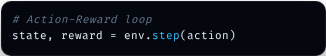 # Action-Reward loop
state, reward = env.step(action)